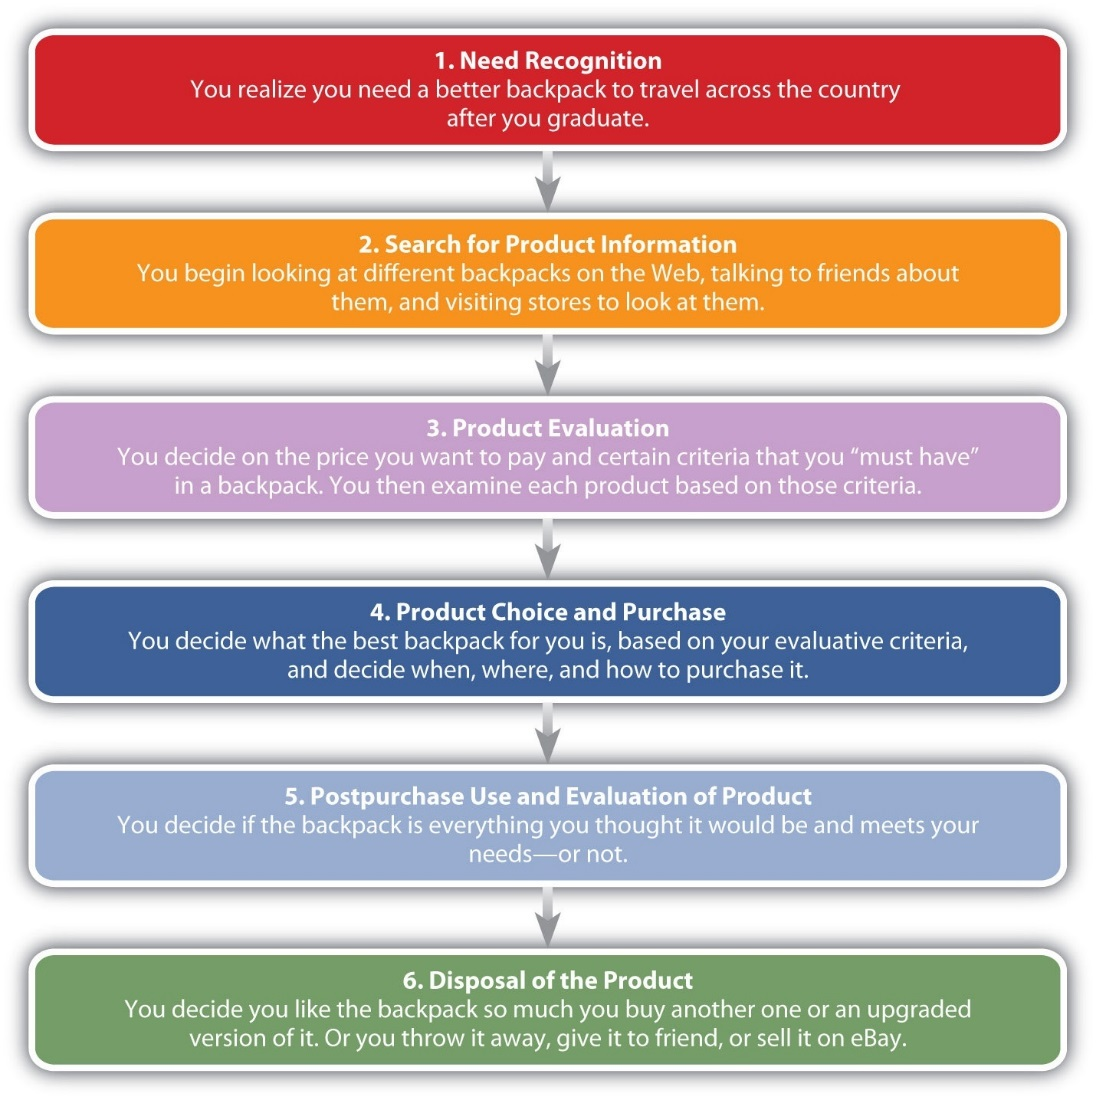 1. Need Recognition
You realize you need a better backpack to travel across the country
after you graduate.
2. Search for Product Information
You begin looking at different backpacks on the Web, talking to friends about
them, and visiting stores to look at them.
3. Product Evaluation
You decide on the price you want to pay and certain criteria that you “must have”
in a backpack. You then examine each product based on those criteria.
4. Product Choice and Purchase
You decide what the best backpack for you is, based on your evaluative criteria,
and decide when, where, and how to purchase it.
5. Postpurchase Use and Evaluation of Product
You decide if the backpack is everything you thought it would be and meets your
needs—or not.
6. Disposal of the Product
You decide you like the backpack so much you buy another one or an upgraded
version of it. Or you throw it away, give it to friend, or sell it on eBay.